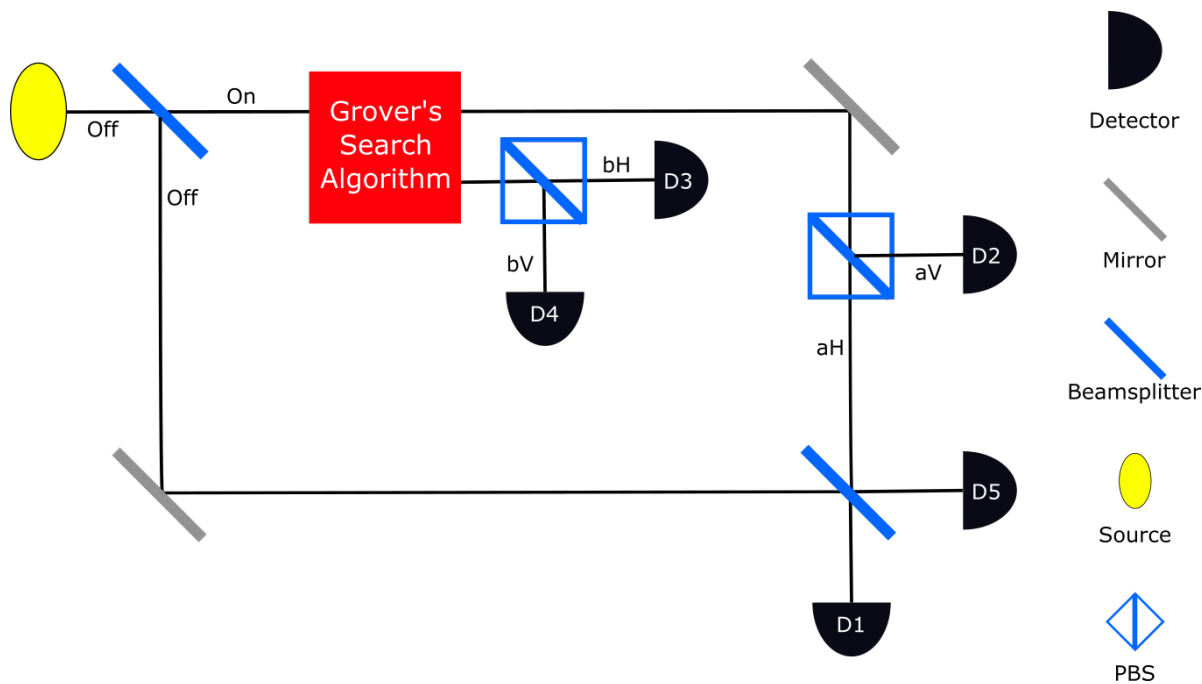 Off
On
Off
Grover's
Search
Algorithm
bH
D3
bV
D4
aV
D2
aH
D5
D1
Detector
Mirror
Beamsplitter
Source
PBS